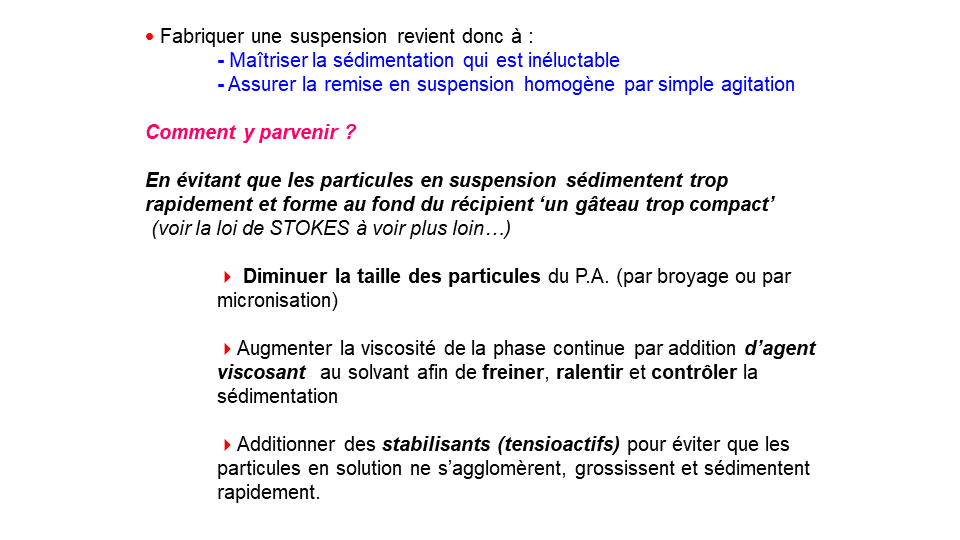 • Fabriquer une suspension revient donc à :
- Maîtriser la sédimentation qui est inéluctable
- Assurer la remise en suspension homogène par simple agitation
Comment y parvenir ?
En évitant que les particules en suspension sédimentent trop
rapidement et forme au fond du récipient ‘un gâteau trop compact’
(voir la loi de STOKES à voir plus loin…)
Diminuer la taille des particules du P.A. (par broyage ou par
micronisation)
Augmenter la viscosité de la phase continue par addition d’agent
viscosant au solvant afin de freiner, ralentir et contrôler la
sédimentation
Additionner des stabilisants (tensioactifs) pour éviter que les
particules en solution ne s’agglomèrent, grossissent et sédimentent
rapidement.